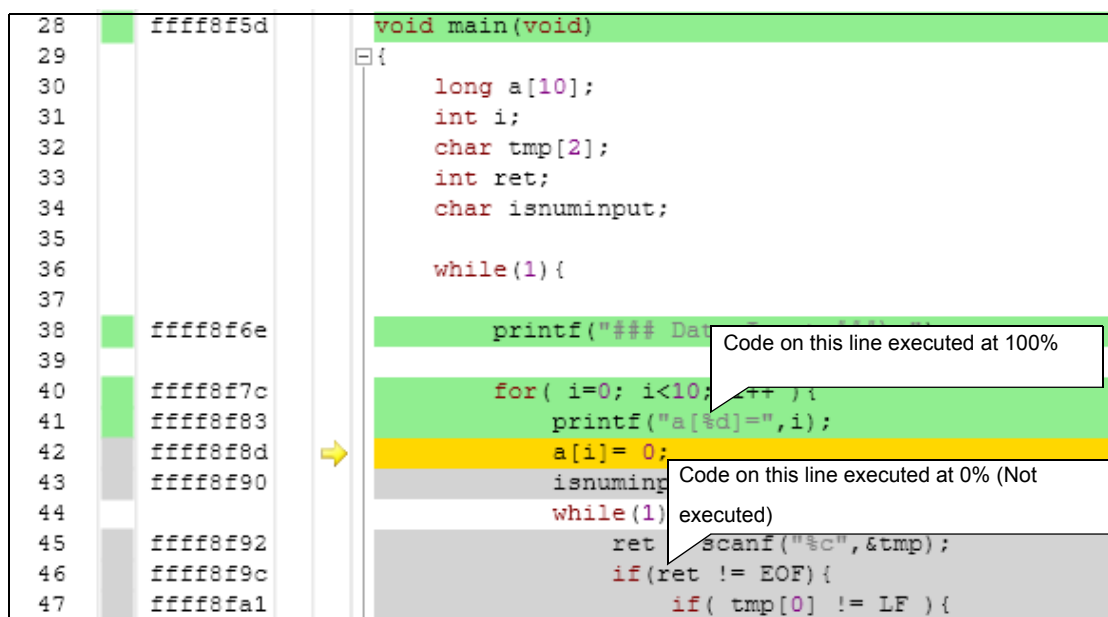 28 ffff8f5d void main(void)
29 {
30 long a[10];
31 int i;
32 char tmp[2];
33 int ret;
34 char isnuminput;
35
36 while(1){
37
38 ffff8f6e printf("###
Code on this line executed at 100%
39
40 ffff8f7c for( i=0; i<10; i++ ){
41 ffff8f83 printf("a[%d]=",i);
42 ffff8f8d a[i]= 0;
Code on this line executed at 0% (Not
executed)
43 ffff8f90 isnuminp
44 while(1)
45 ffff8f92 ret scanf("%c",&tmp);
46 ffff8f9c if(ret != EOF){
47 ffff8fa1 if( tmp[0] != LF ){